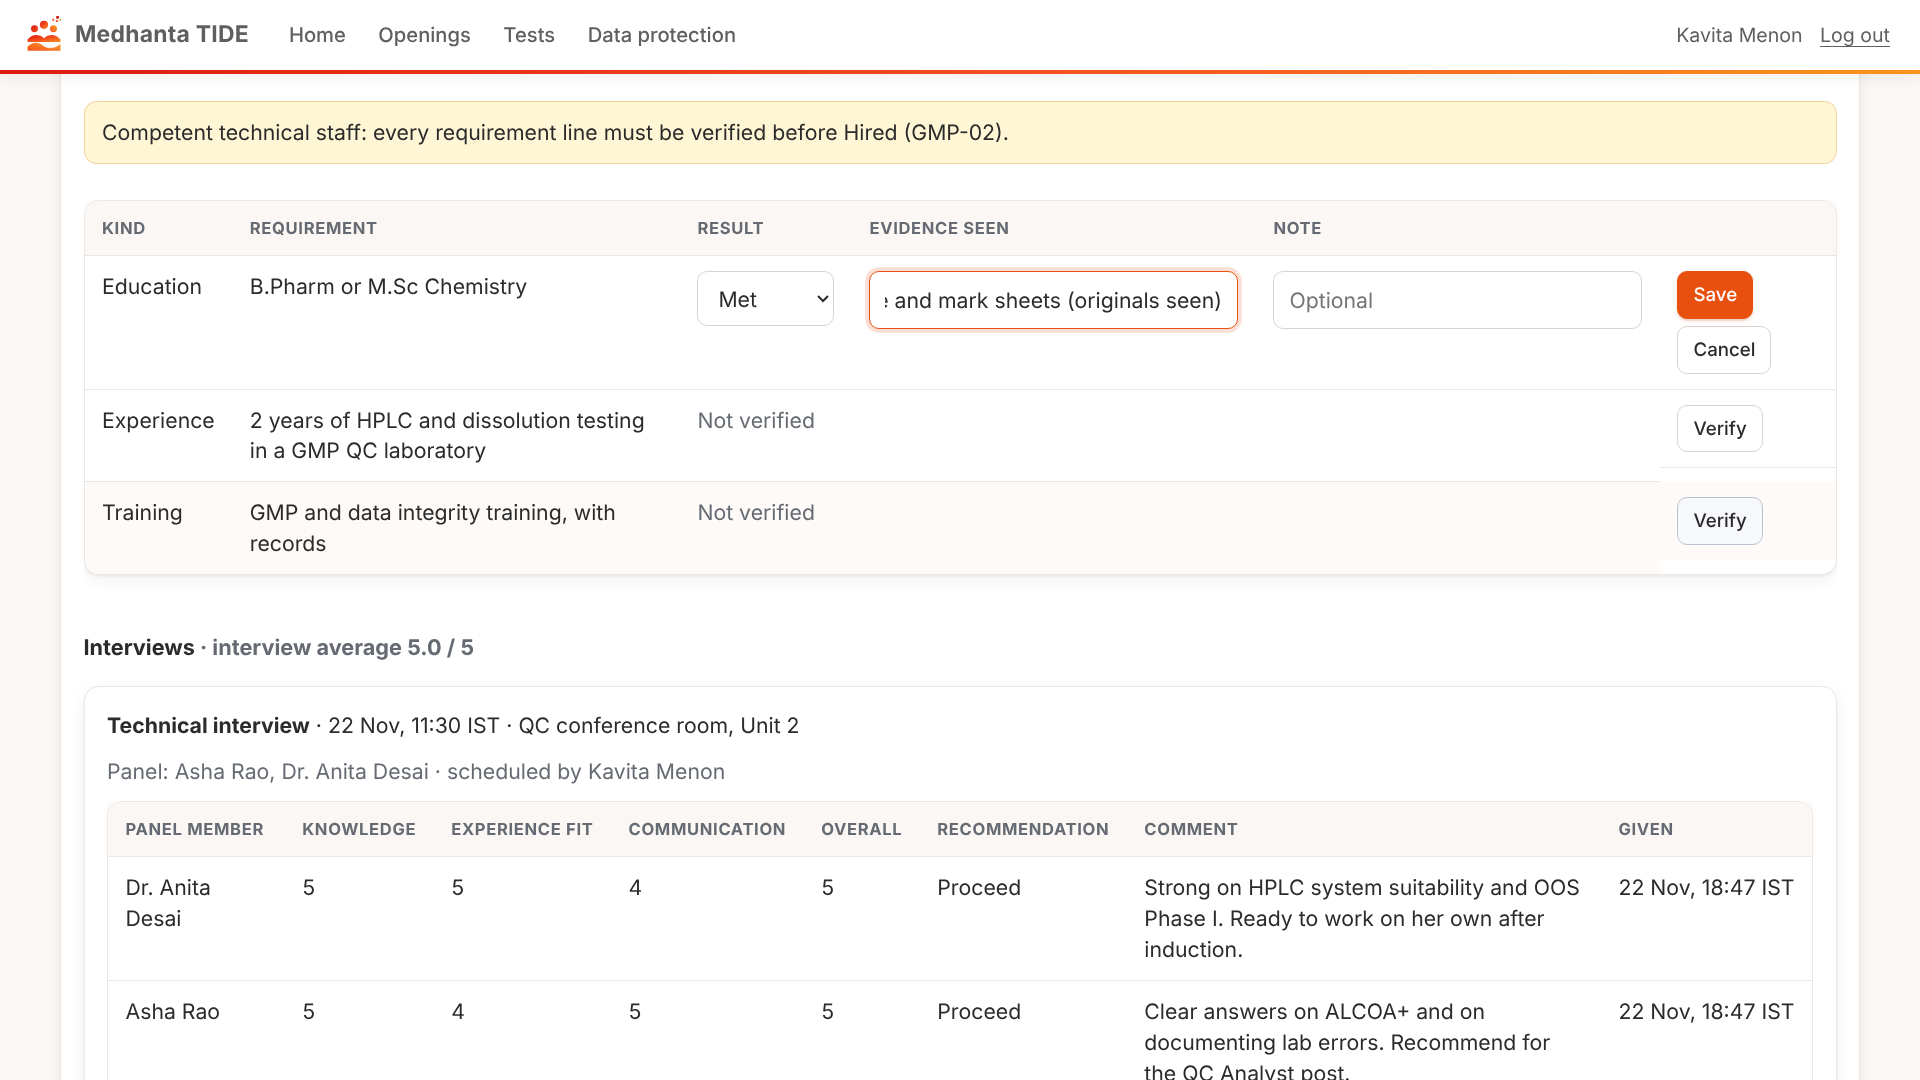 Medhanta TIDE Home Openings Tests Data protection Kavita Menon Log out
Competent technical staff: every requirement line must be verified before Hired (GMP-02).
KIND REQUIREMENT RESULT EVIDENCE SEEN NOTE
Education B.Pharm or M.Sc Chemistry Met and mark sheets (originals seen) Optional Save
Cancel
Experience 2 years of HPLC and dissolution testing Not verified Verify
in a GMP QC laboratory
Training GMP and data integrity training, with Not verified Verify
records
Interviews · interview average 5.0 / 5
Technical interview · 22 Nov, 11:30 IST · QC conference room, Unit 2
Panel: Asha Rao, Dr. Anita Desai · scheduled by Kavita Menon
PANEL MEMBER KNOWLEDGE EXPERIENCE FIT COMMUNICATION OVERALL RECOMMENDATION COMMENT GIVEN
Dr. Anita 5 5 4 5 Proceed Strong on HPLC system suitability and OOS 22 Nov, 18:47 IST
Desai Phase I. Ready to work on her own after
induction.
Asha Rao 5 4 5 5 Proceed Clear answers on ALCOA+ and on 22 Nov, 18:47 IST
documenting lab errors. Recommend for
the QC Analyst post.